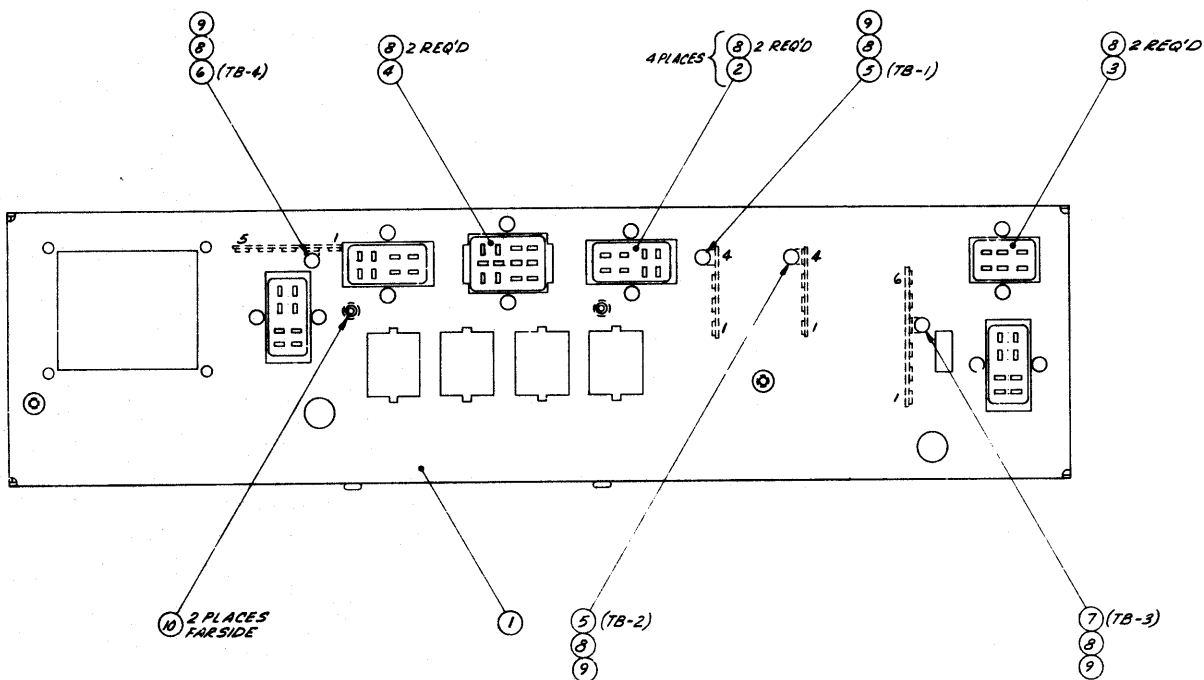 9
8
6 (TB-4)
8 2 REQ'D
4
4 PLACES
8 2 REQ'D
2
9
8
5 (TB-1)
8 2 REQ'D
3
5 1
4
1
4
1
6
1
10 2 PLACES
FARSIDE
1
5 (TB-2)
8
9
7 (TB-3)
8
9